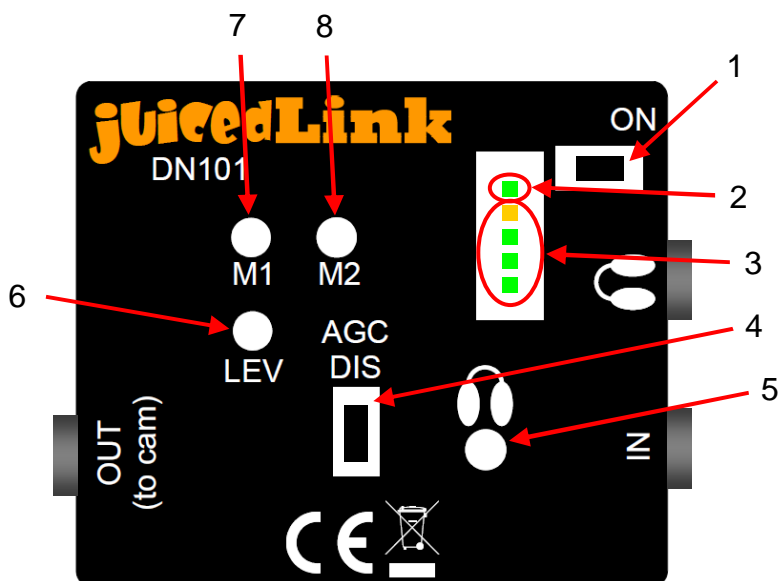 7
8
1
juicedLink
ON
DN101
2
M1
M2
3
6
AGC
4
LEV
DIS
5
OUT
(to cam)
IN
CE